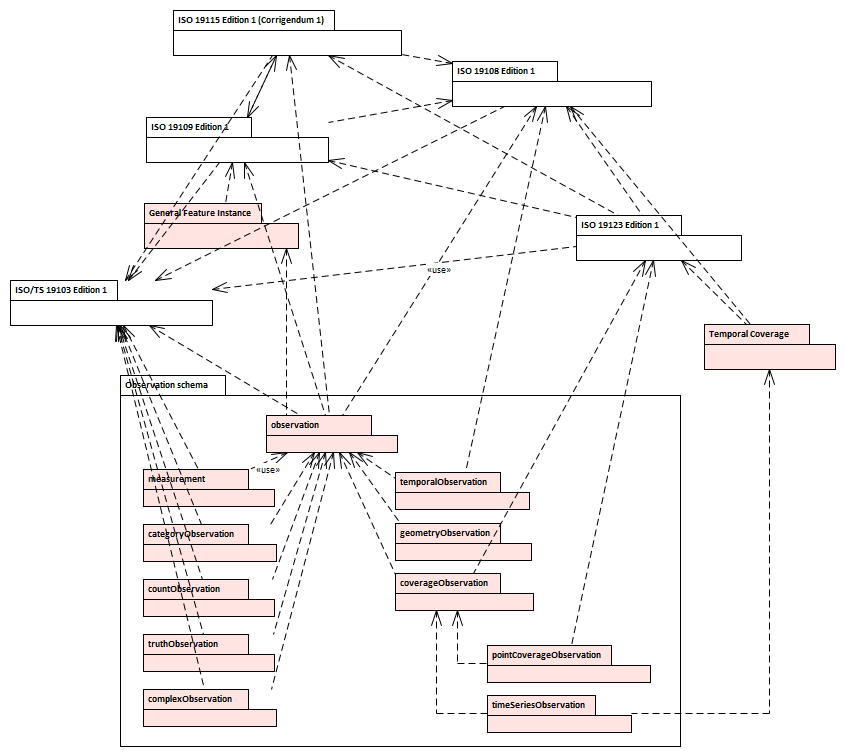 ISO 19115 Edition 1 (Corrigendum 1)
ISO 19108 Edition 1
ISO 19109 Edition 1
General Feature Instance
ISO 19123 Edition 1
«use»
ISO/TS 19103 Edition 1
Temporal Coverage
Observation schema
observation
«use»
measurement
temporalObservation
categoryObservation
geometryObservation
countObservation
coverageObservation
truthObservation
pointCoverageObservation
complexObservation
timeSeriesObservation